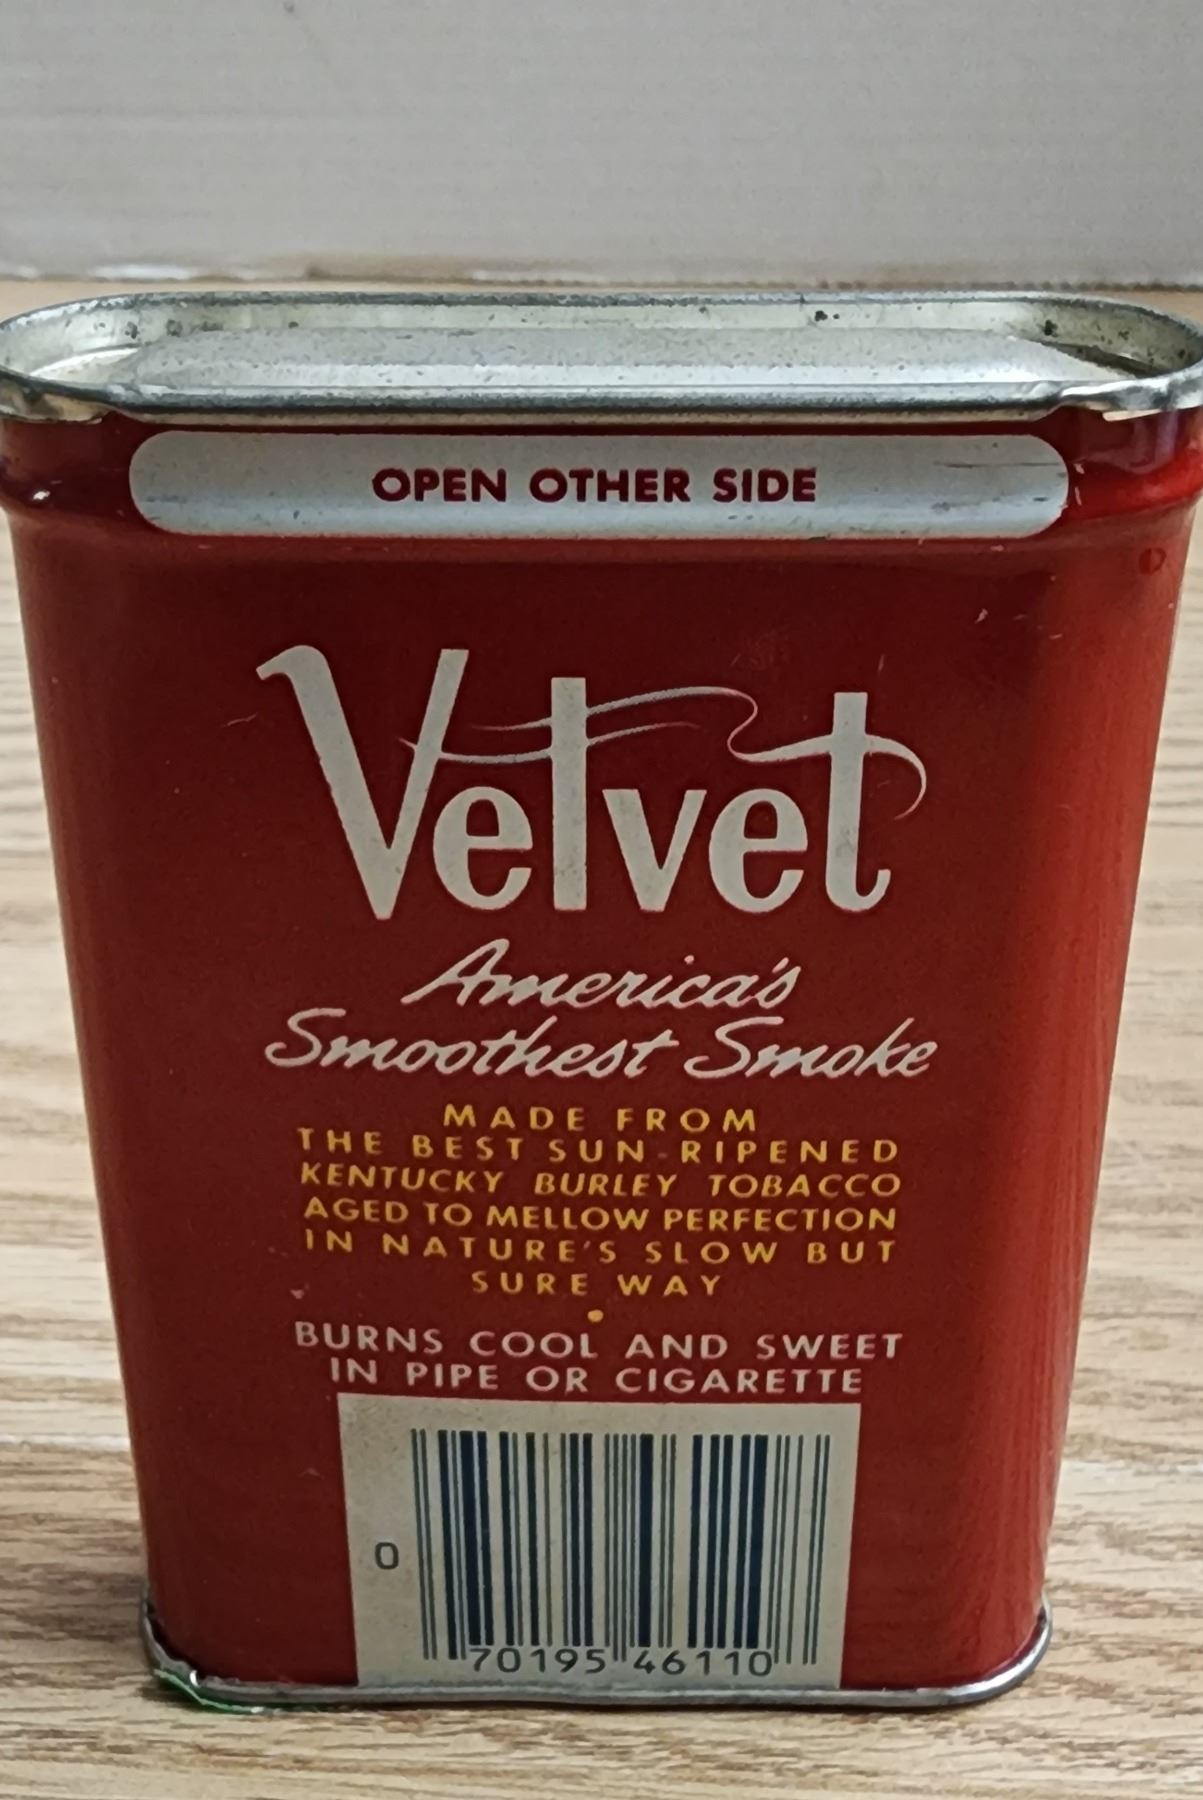 OPEN OTHER SIDE
Velvet
America's
Smoothest Smoke
MADE FROM
THE BEST SUN-RIPENED
KENTUCKY BURLEY TOBACCO
AGED TO MELLOW PERFECTION
IN NATURE'S SLOW BUT
SURE WAY
•
BURNS COOL AND SWEET
IN PIPE OR CIGARETTE
0
70195 46110